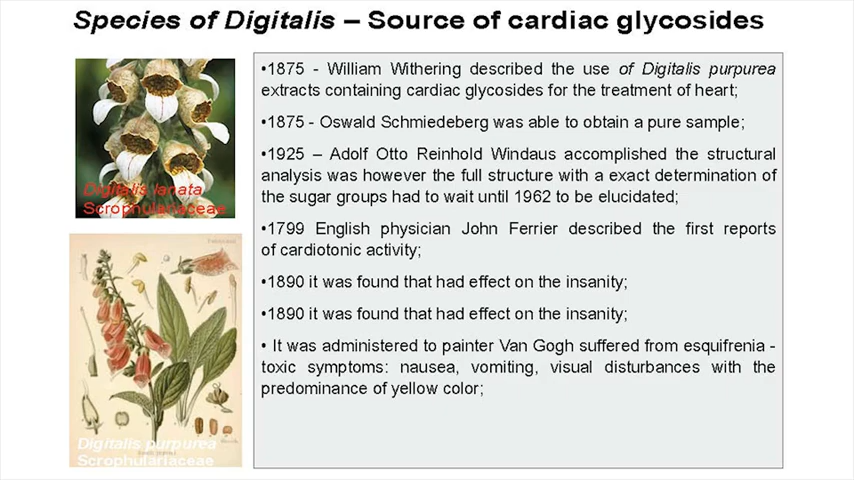 Species of Digitalis – Source of cardiac glycosides
Digitalis lanata
Scrophulariaceae
•1875 - William Withering described the use of Digitalis purpurea
extracts containing cardiac glycosides for the treatment of heart;
•1875 - Oswald Schmiedeberg was able to obtain a pure sample;
•1925 – Adolf Otto Reinhold Windaus accomplished the structural
analysis was however the full structure with a exact determination of
the sugar groups had to wait until 1962 to be elucidated;
•1799 English physician John Ferrier described the first reports
of cardiotonic activity;
•1890 it was found that had effect on the insanity;
•1890 it was found that had effect on the insanity;
• It was administered to painter Van Gogh suffered from esquifrenia -
toxic symptoms: nausea, vomiting, visual disturbances with the
predominance of yellow color;
Digitalis purpurea
Scrophulariaceae